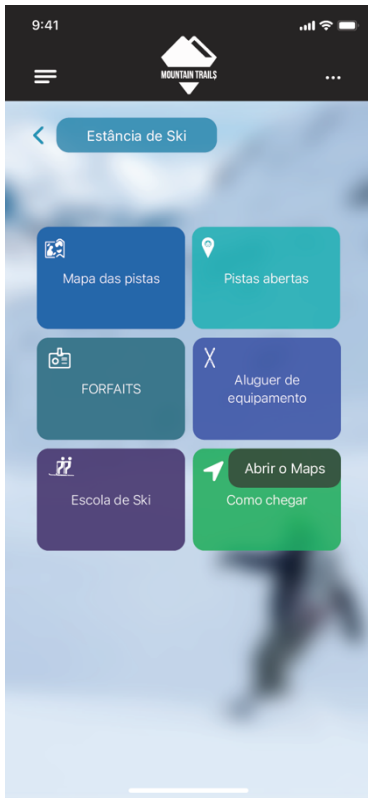 9:41
MOUNTAIN TRAILS
Estância de Ski
Mapa das pistas
Pistas abertas
FORFAITS
Aluguer de
equipamento
Escola de Ski
Abrir o Maps
Como chegar